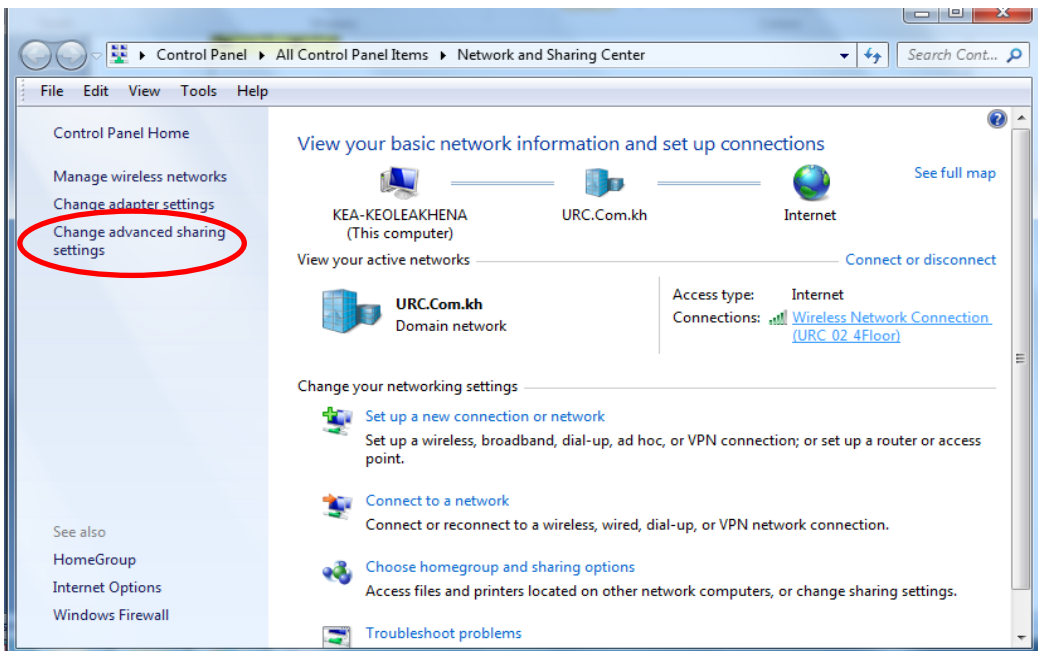 Control Panel ▸ All Control Panel Items ▸ Network and Sharing Center
Search Cont...
File Edit View Tools Help
Control Panel Home
Manage wireless networks
Change adapter settings
Change advanced sharing
settings
See also
HomeGroup
Internet Options
Windows Firewall
View your basic network information and set up connections
See full map
KEA-KEOLEAKHENA
(This computer)
URC.Com.kh
Internet
View your active networks
Connect or disconnect
URC.Com.kh
Domain network
Access type: Internet
Connections: Wireless Network Connection
(URC_02_4Floor)
Change your networking settings
Set up a new connection or network
Set up a wireless, broadband, dial-up, ad hoc, or VPN connection; or set up a router or access
point.
Connect to a network
Connect or reconnect to a wireless, wired, dial-up, or VPN network connection.
Choose homegroup and sharing options
Access files and printers located on other network computers, or change sharing settings.
Troubleshoot problems